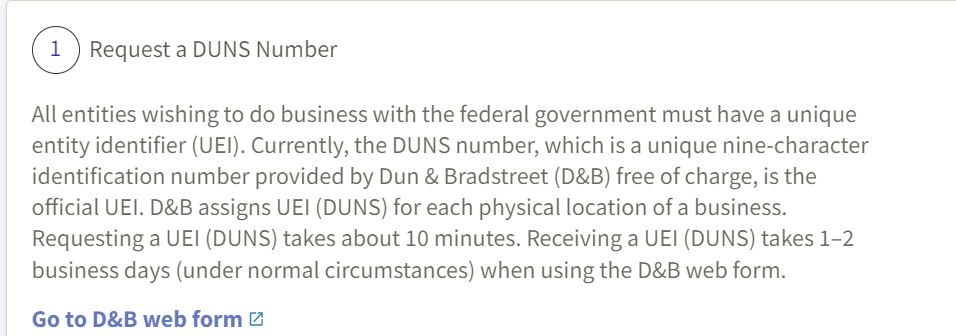 1 Request a DUNS Number
All entities wishing to do business with the federal government must have a unique
entity identifier (UEI). Currently, the DUNS number, which is a unique nine-character
identification number provided by Dun & Bradstreet (D&B) free of charge, is the
official UEI. D&B assigns UEI (DUNS) for each physical location of a business.
Requesting a UEI (DUNS) takes about 10 minutes. Receiving a UEI (DUNS) takes 1–2
business days (under normal circumstances) when using the D&B web form.
Go to D&B web form